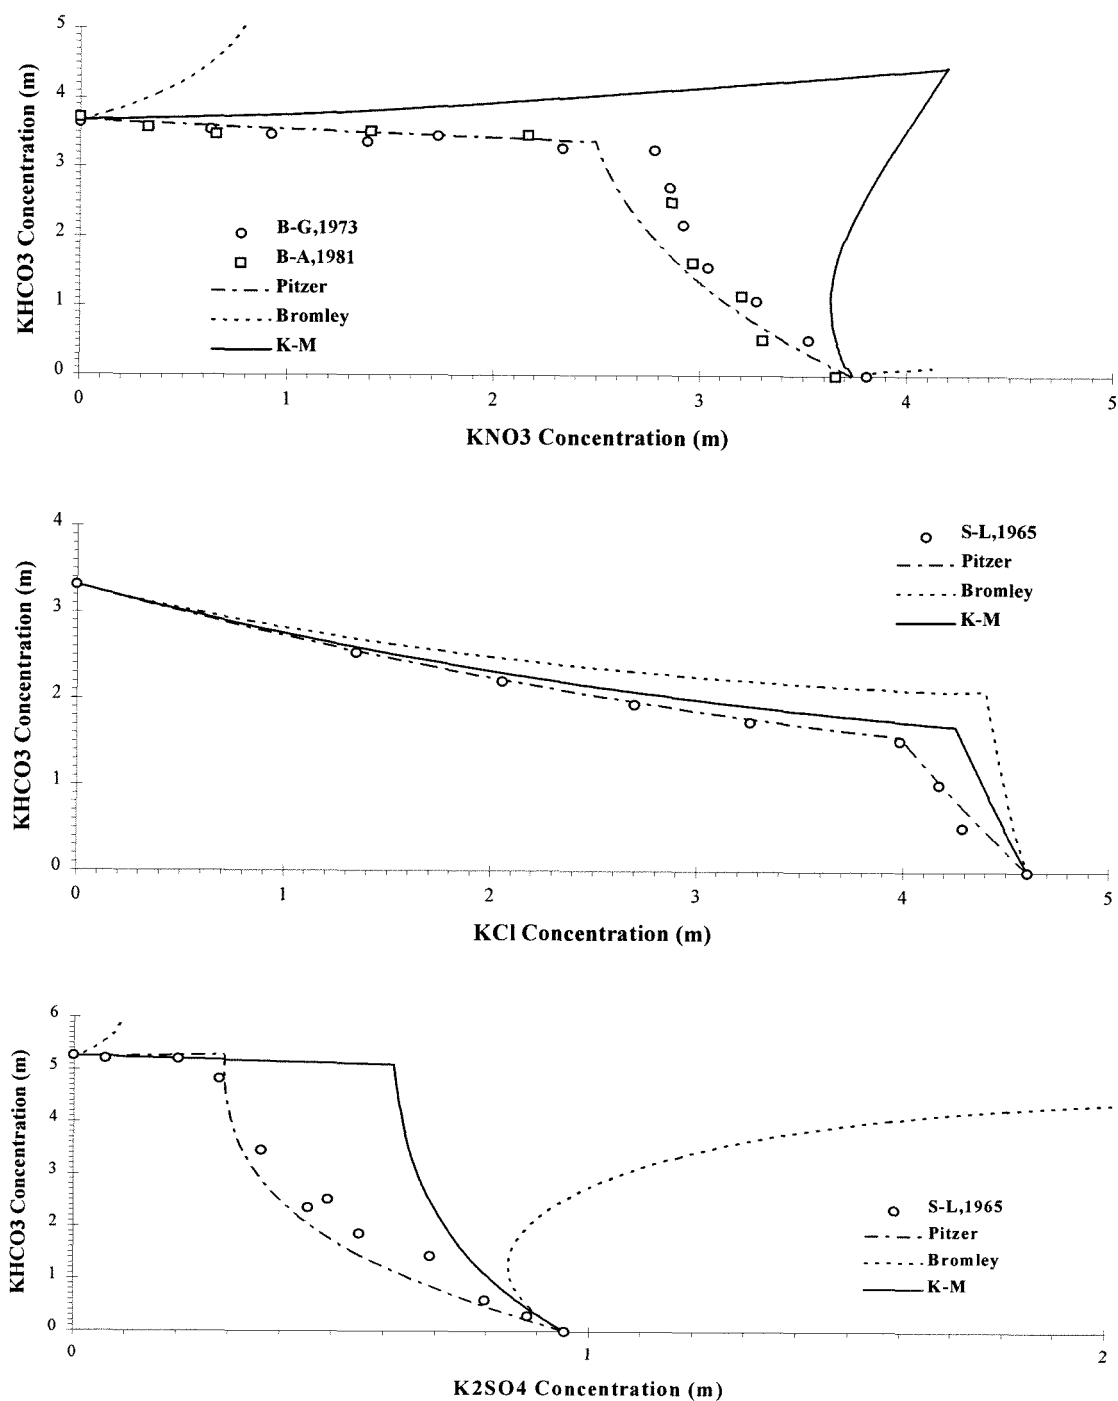 5
4
3
2
1
0
KHCO3 Concentration (m)
B-G,1973
B-A,1981
Pitzer
Bromley
K-M
0 1 2 3 4 5
KNO3 Concentration (m)
4
3
2
1
0
KHCO3 Concentration (m)
S-L,1965
Pitzer
Bromley
K-M
0 1 2 3 4 5
KCl Concentration (m)
6
5
4
3
2
1
0
KHCO3 Concentration (m)
S-L,1965
Pitzer
Bromley
K-M
0 1 2
K2SO4 Concentration (m)